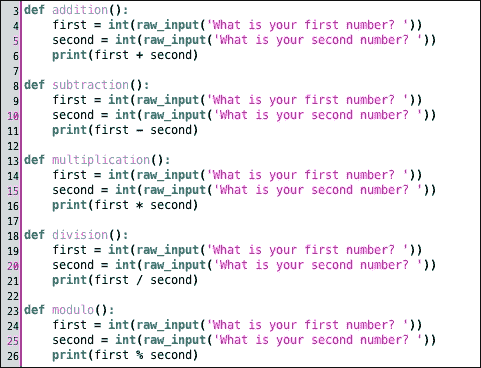 3 def addition():
4     first = int(raw_input('What is your first number? '))
5     second = int(raw_input('What is your second number? '))
6     print(first + second)
7
8 def subtraction():
9     first = int(raw_input('What is your first number? '))
10     second = int(raw_input('What is your second number? '))
11     print(first - second)
12
13 def multiplication():
14     first = int(raw_input('What is your first number? '))
15     second = int(raw_input('What is your second number? '))
16     print(first * second)
17
18 def division():
19     first = int(raw_input('What is your first number? '))
20     second = int(raw_input('What is your second number? '))
21     print(first / second)
22
23 def modulo():
24     first = int(raw_input('What is your first number? '))
25     second = int(raw_input('What is your second number? '))
26     print(first % second)